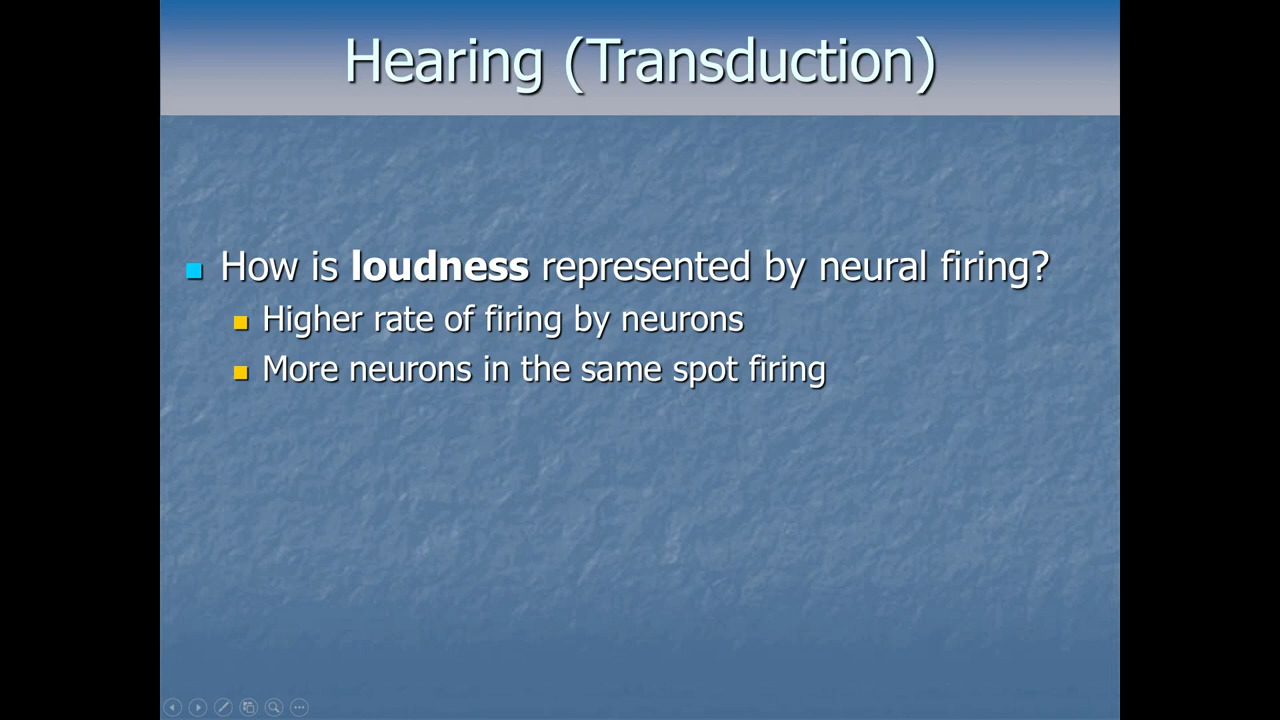 Hearing (Transduction)
How is loudness represented by neural firing?
Higher rate of firing by neurons
More neurons in the same spot firing